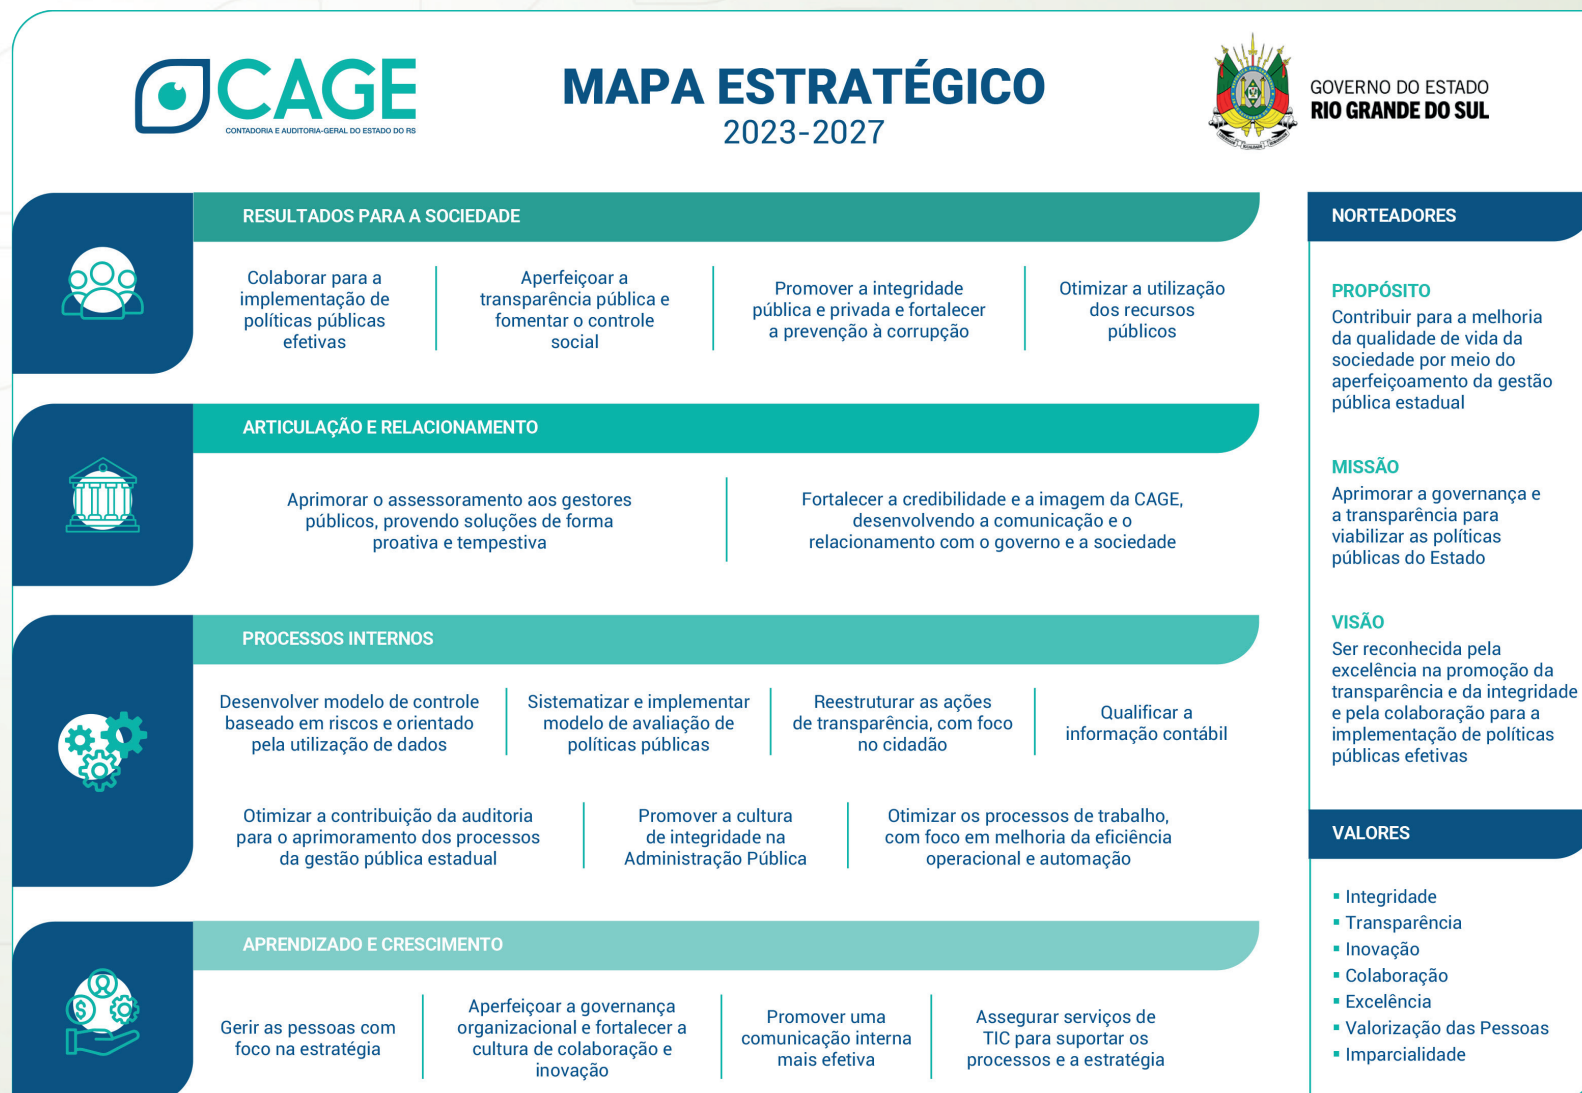 CAGE
CONTADORIA E AUDITORIA-GERAL DO ESTADO DO RS
MAPA ESTRATÉGICO
2023-2027
GOVERNO DO ESTADO
RIO GRANDE DO SUL
RESULTADOS PARA A SOCIEDADE
Colaborar para a
implementação de
políticas públicas
efetivas
Aperfeiçoar a
transparência pública e
fomentar o controle
social
Promover a integridade
pública e privada e fortalecer
a prevenção à corrupção
Otimizar a utilização
dos recursos
públicos
ARTICULAÇÃO E RELACIONAMENTO
Aprimorar o assessoramento aos gestores
públicos, provendo soluções de forma
proativa e tempestiva
Fortalecer a credibilidade e a imagem da CAGE,
desenvolvendo a comunicação e o
relacionamento com o governo e a sociedade
PROCESSOS INTERNOS
Desenvolver modelo de controle
baseado em riscos e orientado
pela utilização de dados
Sistematizar e implementar
modelo de avaliação de
políticas públicas
Reestruturar as ações
de transparência, com foco
no cidadão
Qualificar a
informação contábil
Otimizar a contribuição da auditoria
para o aprimoramento dos processos
da gestão pública estadual
Promover a cultura
de integridade na
Administração Pública
Otimizar os processos de trabalho,
com foco em melhoria da eficiência
operacional e automação
APRENDIZADO E CRESCIMENTO
$
Gerir as pessoas com
foco na estratégia
Aperfeiçoar a governança
organizacional e fortalecer a
cultura de colaboração e
inovação
Promover uma
comunicação interna
mais efetiva
Assegurar serviços de
TIC para suportar os
processos e a estratégia
NORTEADORES
PROPÓSITO
Contribuir para a melhoria
da qualidade de vida da
sociedade por meio do
aperfeiçoamento da gestão
pública estadual
MISSÃO
Aprimorar a governança e
a transparência para
viabilizar as políticas
públicas do Estado
VISÃO
Ser reconhecida pela
excelência na promoção da
transparência e da integridade
e pela colaboração para a
implementação de políticas
públicas efetivas
VALORES
▪ Integridade
▪ Transparência
▪ Inovação
▪ Colaboração
▪ Excelência
▪ Valorização das Pessoas
▪ Imparcialidade